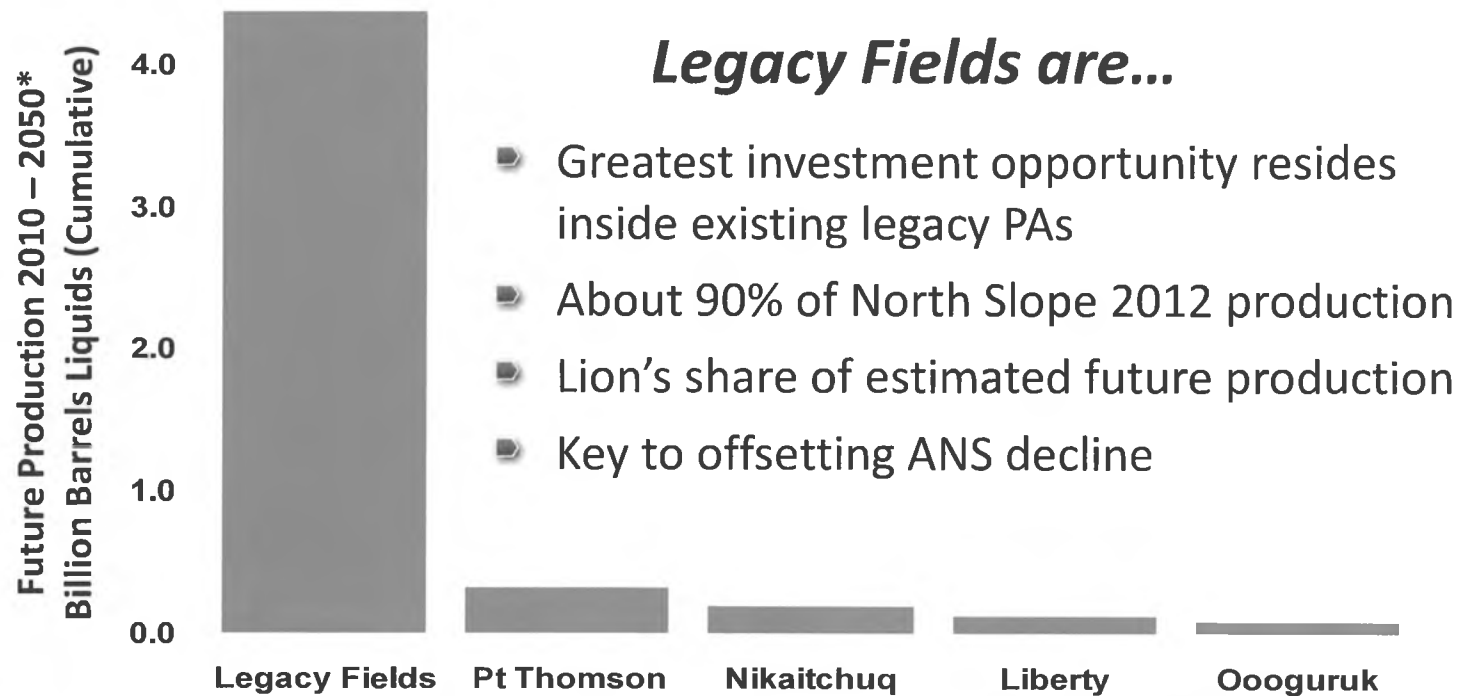 Future Production 2010 – 2050*
Billion Barrels Liquids (Cumulative)
4.0
3.0
2.0
1.0
0.0
Legacy Fields are...
Greatest investment opportunity resides
inside existing legacy PAs
About 90% of North Slope 2012 production
Lion’s share of estimated future production
Key to offsetting ANS decline
Legacy Fields
Pt Thomson
Nikaitchuq
Liberty
Oooguruk